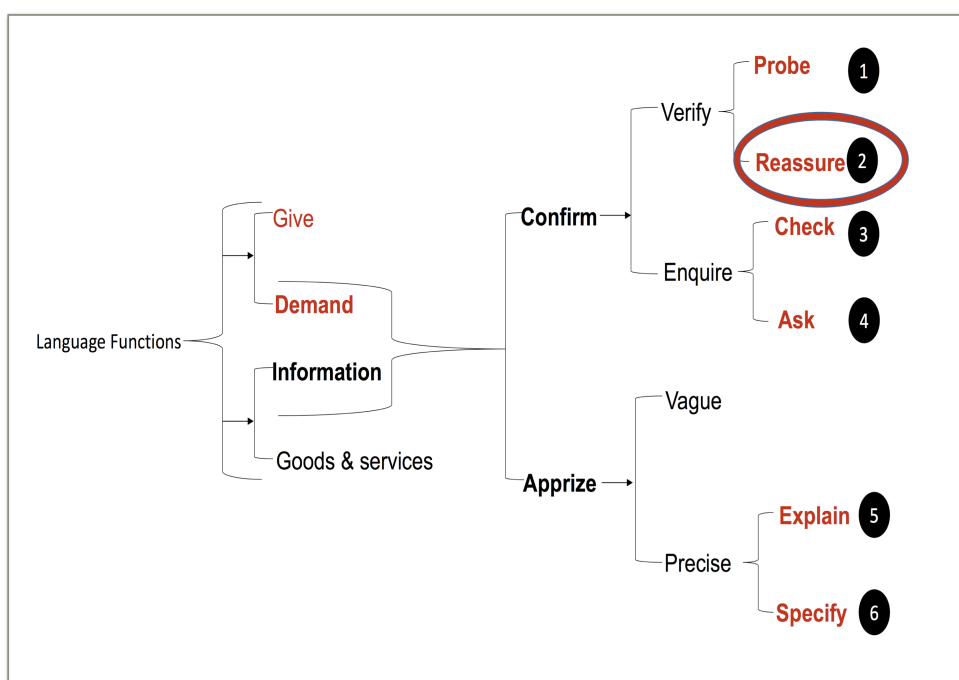 Probe 1
Verify
Reassure 2
Give
Confirm
Check 3
Enquire
Demand
Ask 4
Language Functions
Information
Vague
Goods & services
Apprize
Explain 5
Precise
Specify 6